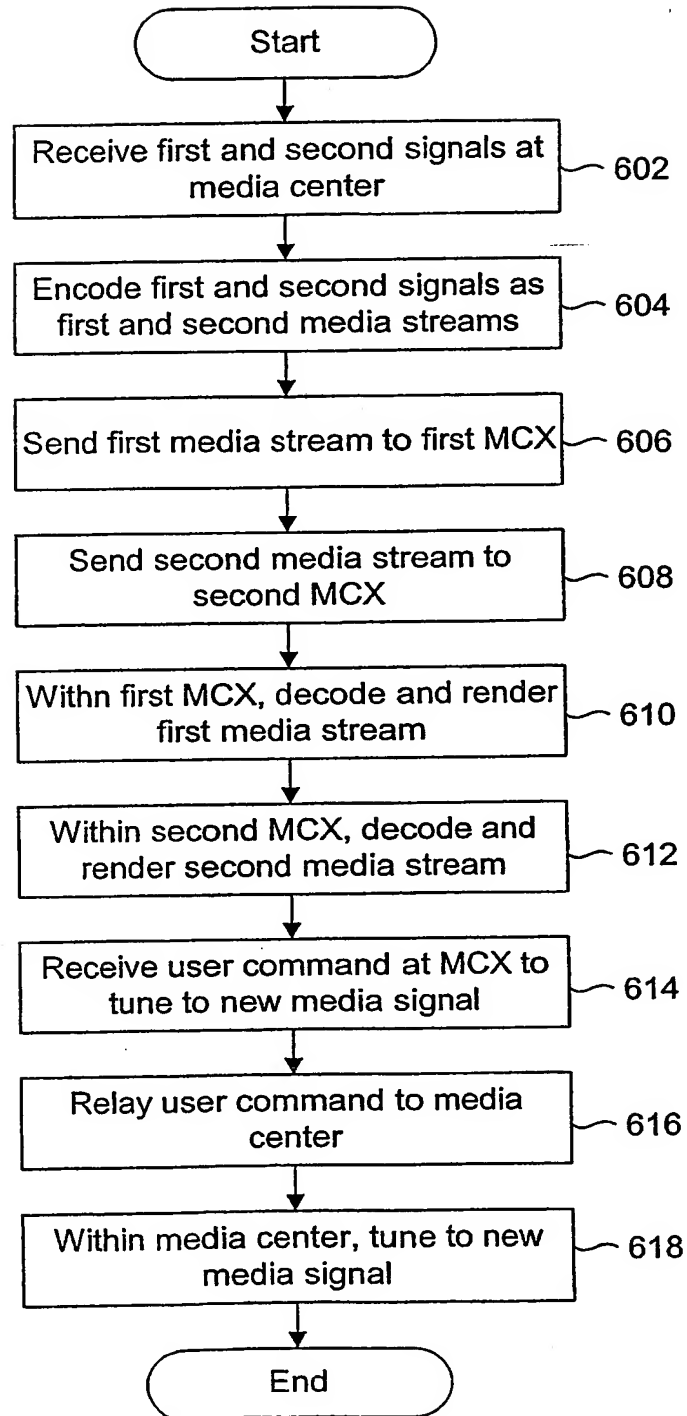 Start
Receive first and second signals at
media center
602
Encode first and second signals as
first and second media streams
604
Send first media stream to first MCX
606
Send second media stream to
second MCX
608
Withn first MCX, decode and render
first media stream
610
Within second MCX, decode and
render second media stream
612
Receive user command at MCX to
tune to new media signal
614
Relay user command to media
center
616
Within media center, tune to new
media signal
618
End